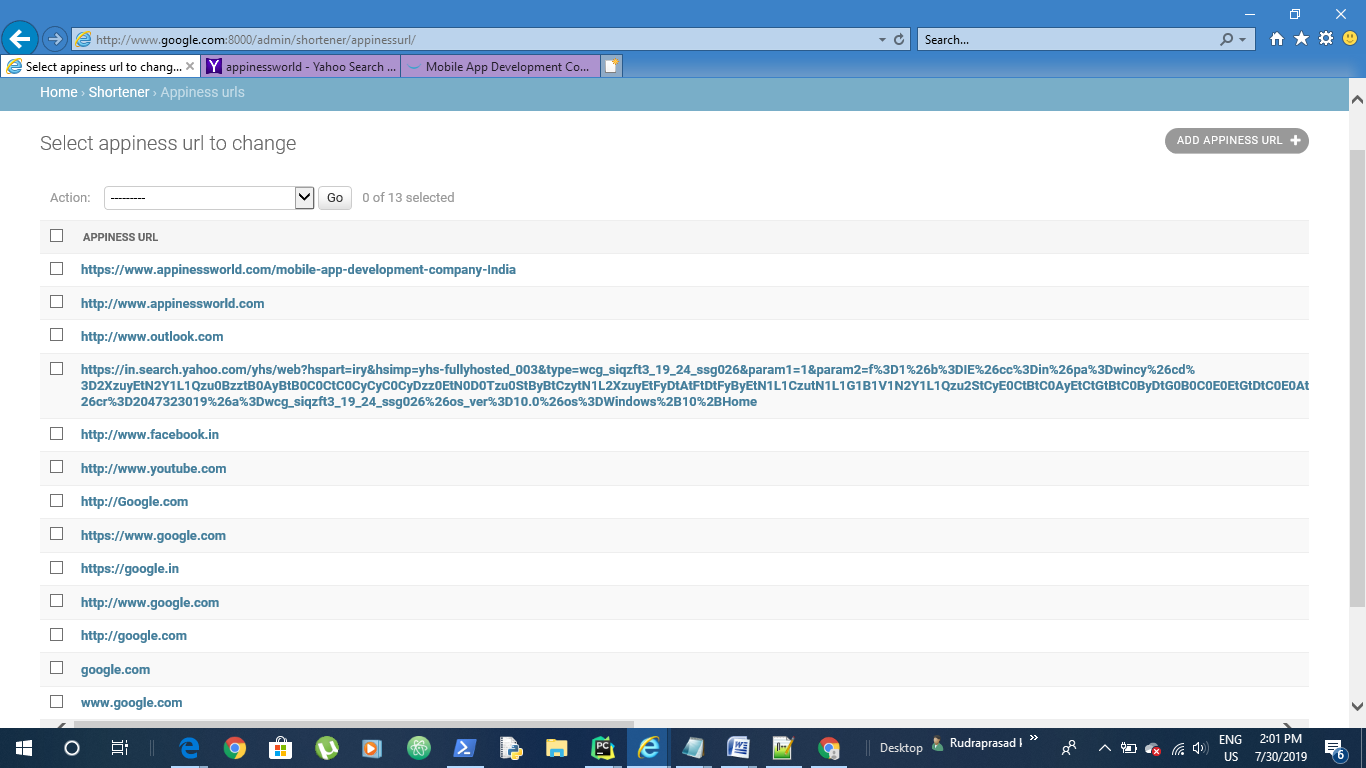 http://www.google.com:8000/admin/shortener/appinessurl/
Search...
Select appiness url to chang...
appinessworld - Yahoo Search ...
Mobile App Development Co...
Home › Shortener › Appiness urls
Select appiness url to change
ADD APPINESS URL +
Action:
---------
Go
0 of 13 selected
APPINESS URL
https://www.appinessworld.com/mobile-app-development-company-India
http://www.appinessworld.com
http://www.outlook.com
https://in.search.yahoo.com/yhs/web?hspart=iry&hsimp=yhs-fullyhosted_003&type=wcg_siqzft3_19_24_ssg026&param1=1&param2=f%3D1%26b%3DIE%26cc%3Din%26pa%3Dwincy%26cd%
3D2XzuyEtN2Y1L1Qzu0BzztB0AyBtB0C0CtC0CyCyC0CyDzz0EtN0D0Tzu0StByBtCzytN1L2XzuyEtFyDtAtFtDtFyByEtN1L1CzutN1L1G1B1V1N2Y1L1Qzu2StCyE0CtBtC0AyEtCtGtBtC0ByDtG0B0C0E0EtGtDtC0E0At
26cr%3D2047323019%26a%3Dwcg_siqzft3_19_24_ssg026%26os_ver%3D10.0%26os%3DWindows%2B10%2BHome
http://www.facebook.in
http://www.youtube.com
http://Google.com
https://www.google.com
https://google.in
http://www.google.com
http://google.com
google.com
www.google.com
Desktop
Rudraprasad
ENG
US
2:01 PM
7/30/2019
6